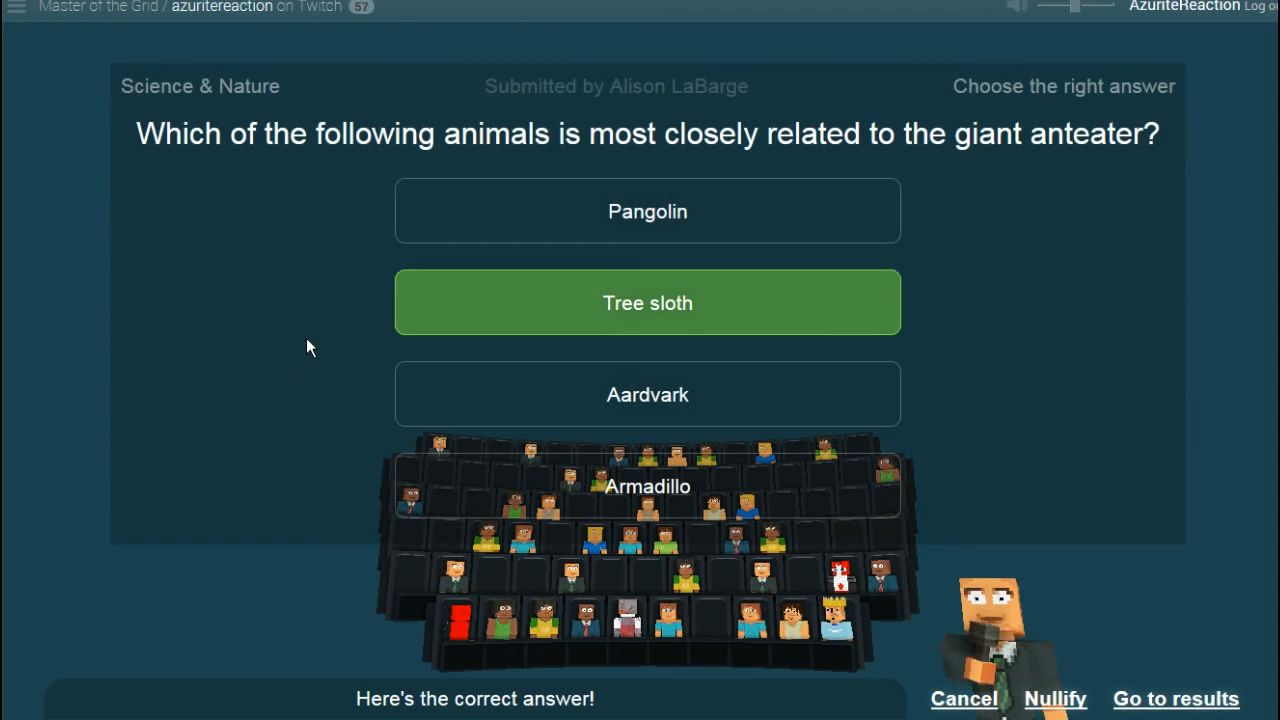 Master of the Grid / azuritereaction on Twitch 57
AzuriteReaction Log ou
Science & Nature
Submitted by Alison LaBarge
Choose the right answer
Which of the following animals is most closely related to the giant anteater?
Pangolin
Tree sloth
Aardvark
Armadillo
Here's the correct answer!
Cancel Nullify Go to results